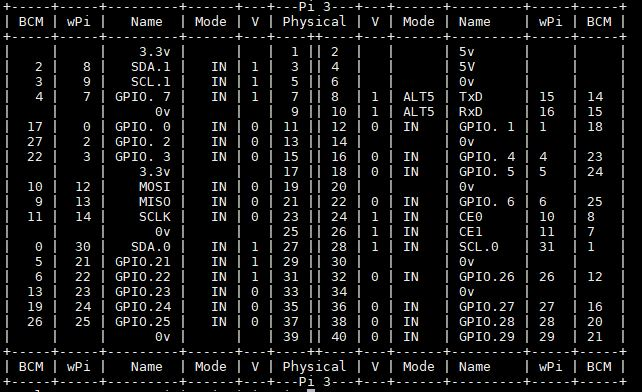 +-----+-----+---------+------+---+---Pi 3---+---+------+---------+-----+-----+
| BCM | wPi |   Name  | Mode | V | Physical | V | Mode | Name    | wPi | BCM |
+-----+-----+---------+------+---+----++----+---+------+---------+-----+-----+
|     |     |    3.3v |      |   |  1 || 2  |   |      | 5v      |     |     |
|   2 |   8 |   SDA.1 |   IN | 1 |  3 || 4  |   |      | 5V      |     |     |
|   3 |   9 |   SCL.1 |   IN | 1 |  5 || 6  |   |      | 0v      |     |     |
|   4 |   7 | GPIO. 7 |   IN | 1 |  7 || 8  | 1 | ALT5 | TxD     | 15  | 14  |
|     |     |      0v |      |   |  9 || 10 | 1 | ALT5 | RxD     | 16  | 15  |
|  17 |   0 | GPIO. 0 |   IN | 0 | 11 || 12 | 0 | IN   | GPIO. 1 | 1   | 18  |
|  27 |   2 | GPIO. 2 |   IN | 0 | 13 || 14 |   |      | 0v      |     |     |
|  22 |   3 | GPIO. 3 |   IN | 0 | 15 || 16 | 0 | IN   | GPIO. 4 | 4   | 23  |
|     |     |    3.3v |      |   | 17 || 18 | 0 | IN   | GPIO. 5 | 5   | 24  |
|  10 |  12 |    MOSI |   IN | 0 | 19 || 20 |   |      | 0v      |     |     |
|   9 |  13 |    MISO |   IN | 0 | 21 || 22 | 0 | IN   | GPIO. 6 | 6   | 25  |
|  11 |  14 |    SCLK |   IN | 0 | 23 || 24 | 1 | IN   | CE0     | 10  | 8   |
|     |     |      0v |      |   | 25 || 26 | 1 | IN   | CE1     | 11  | 7   |
|   0 |  30 |   SDA.0 |   IN | 1 | 27 || 28 | 1 | IN   | SCL.0   | 31  | 1   |
|   5 |  21 | GPIO.21 |   IN | 1 | 29 || 30 |   |      | 0v      |     |     |
|   6 |  22 | GPIO.22 |   IN | 1 | 31 || 32 | 0 | IN   | GPIO.26 | 26  | 12  |
|  13 |  23 | GPIO.23 |   IN | 0 | 33 || 34 |   |      | 0v      |     |     |
|  19 |  24 | GPIO.24 |   IN | 0 | 35 || 36 | 0 | IN   | GPIO.27 | 27  | 16  |
|  26 |  25 | GPIO.25 |   IN | 0 | 37 || 38 | 0 | IN   | GPIO.28 | 28  | 20  |
|     |     |      0v |      |   | 39 || 40 | 0 | IN   | GPIO.29 | 29  | 21  |
+-----+-----+---------+------+---+----++----+---+------+---------+-----+-----+
| BCM | wPi |   Name  | Mode | V | Physical | V | Mode | Name    | wPi | BCM |
+-----+-----+---------+------+---+---Pi 3---+---+------+---------+-----+-----+